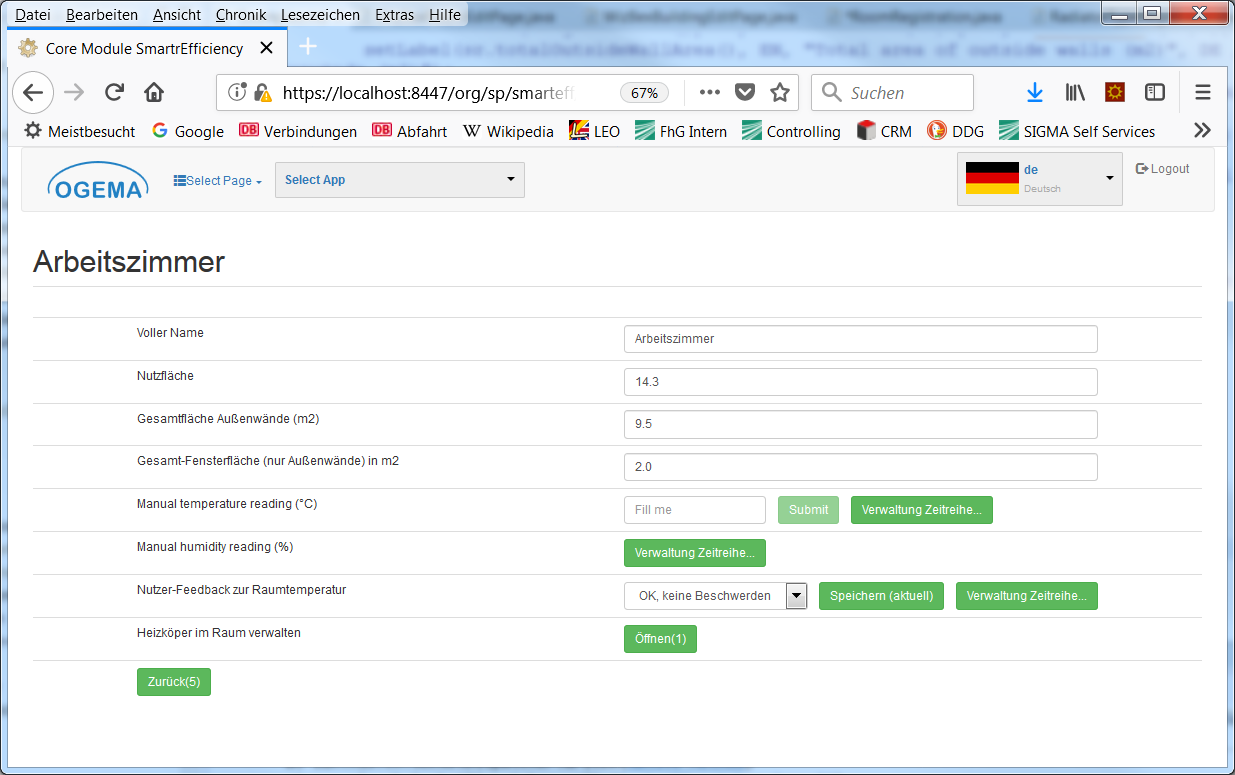 Datei Bearbeiten Ansicht Chronik Lesezeichen Extras Hilfe
Core Module SmartrEfficiency
https://localhost:8447/org/sp/smarteff
67%
Suchen
Meistbesucht Google DB Verbindungen DB Abfahrt W Wikipedia LEO FhG Intern Controlling CRM DDG SIGMA Self Services
OGEMA
Select Page
Select App
de
Deutsch
Logout
Arbeitszimmer
Voller Name Arbeitszimmer
Nutzfläche 14.3
Gesamtfläche Außenwände (m2) 9.5
Gesamt-Fensterfläche (nur Außenwände) in m2 2.0
Manual temperature reading (°C) Fill me Submit Verwaltung Zeitreihe...
Manual humidity reading (%) Verwaltung Zeitreihe...
Nutzer-Feedback zur Raumtemperatur OK, keine Beschwerden Speichern (aktuell) Verwaltung Zeitreihe...
Heizköper im Raum verwalten Öffnen(1)
Zurück(5)